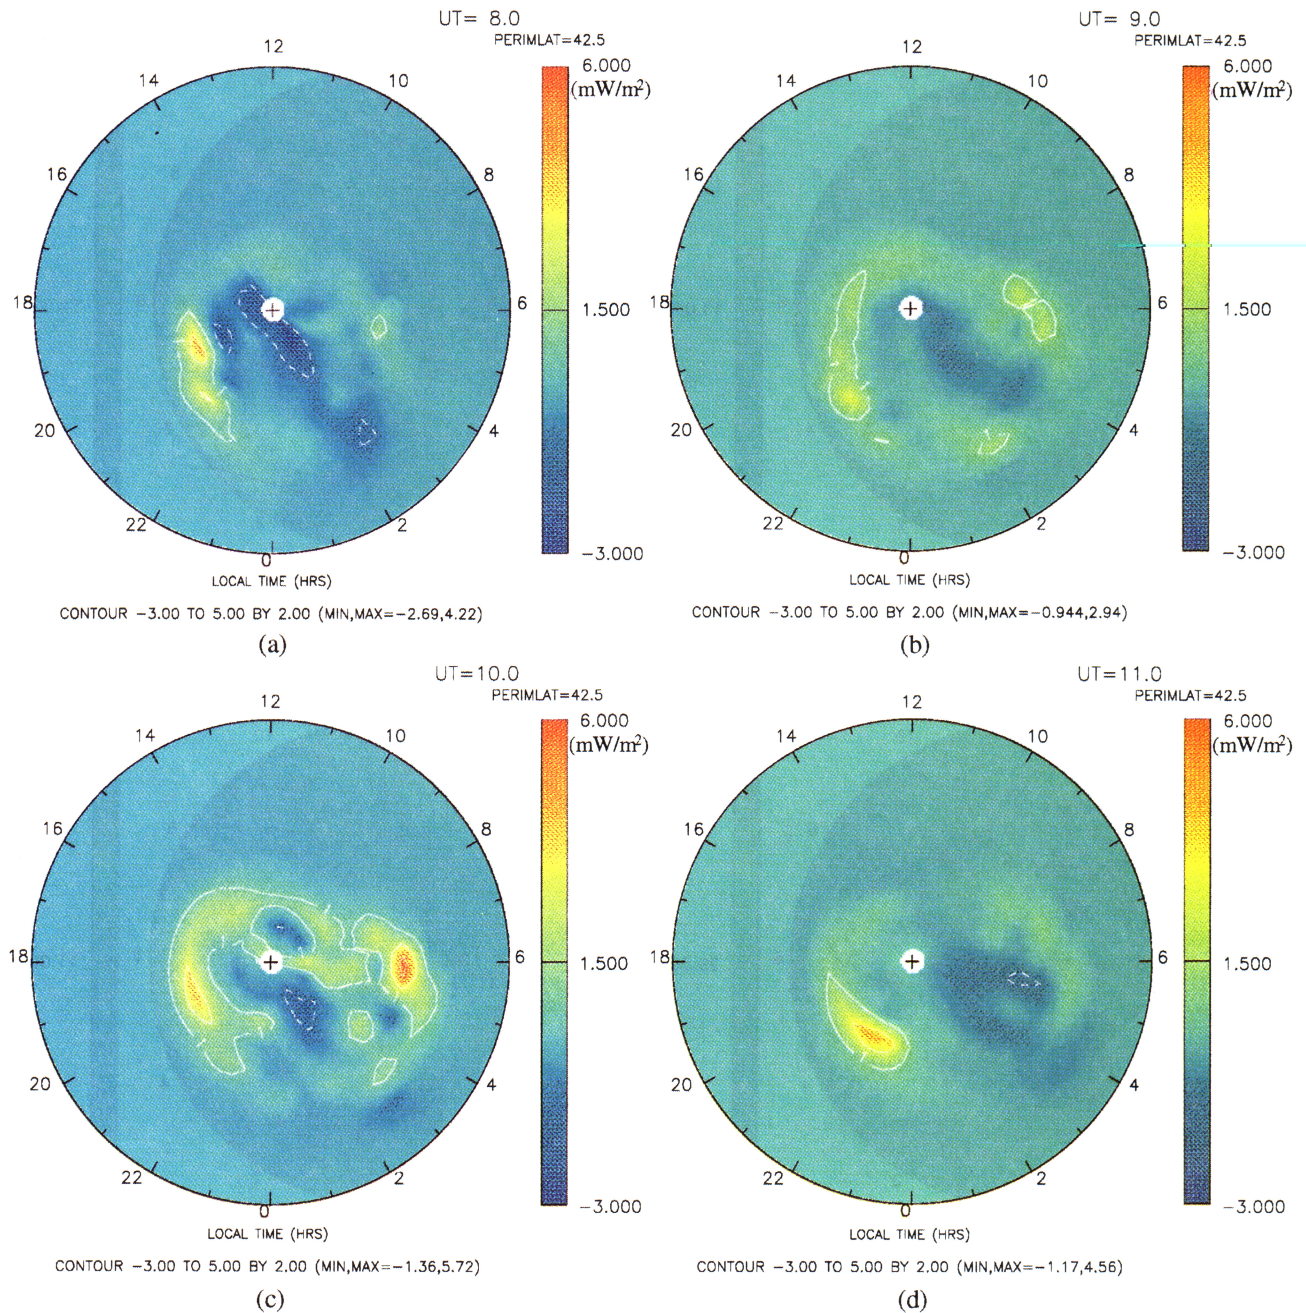 UT= 8.0
PERIMLAT=42.5
12
14
10
6.000
(mW/m²)
16
8
18
6
1.500
20
4
22
2
0
-3.000
LOCAL TIME (HRS)
CONTOUR -3.00 TO 5.00 BY 2.00 (MIN,MAX=-2.69,4.22)
(a)
UT= 9.0
PERIMLAT=42.5
12
14
10
6.000
(mW/m²)
16
8
18
6
1.500
20
4
22
2
0
-3.000
LOCAL TIME (HRS)
CONTOUR -3.00 TO 5.00 BY 2.00 (MIN,MAX=-0.944,2.94)
(b)
UT=10.0
PERIMLAT=42.5
12
14
10
6.000
(mW/m²)
16
8
18
6
1.500
20
4
22
2
0
-3.000
LOCAL TIME (HRS)
CONTOUR -3.00 TO 5.00 BY 2.00 (MIN,MAX=-1.36,5.72)
(c)
UT=11.0
PERIMLAT=42.5
12
14
10
6.000
(mW/m²)
16
8
18
6
1.500
20
4
22
2
0
-3.000
LOCAL TIME (HRS)
CONTOUR -3.00 TO 5.00 BY 2.00 (MIN,MAX=-1.17,4.56)
(d)